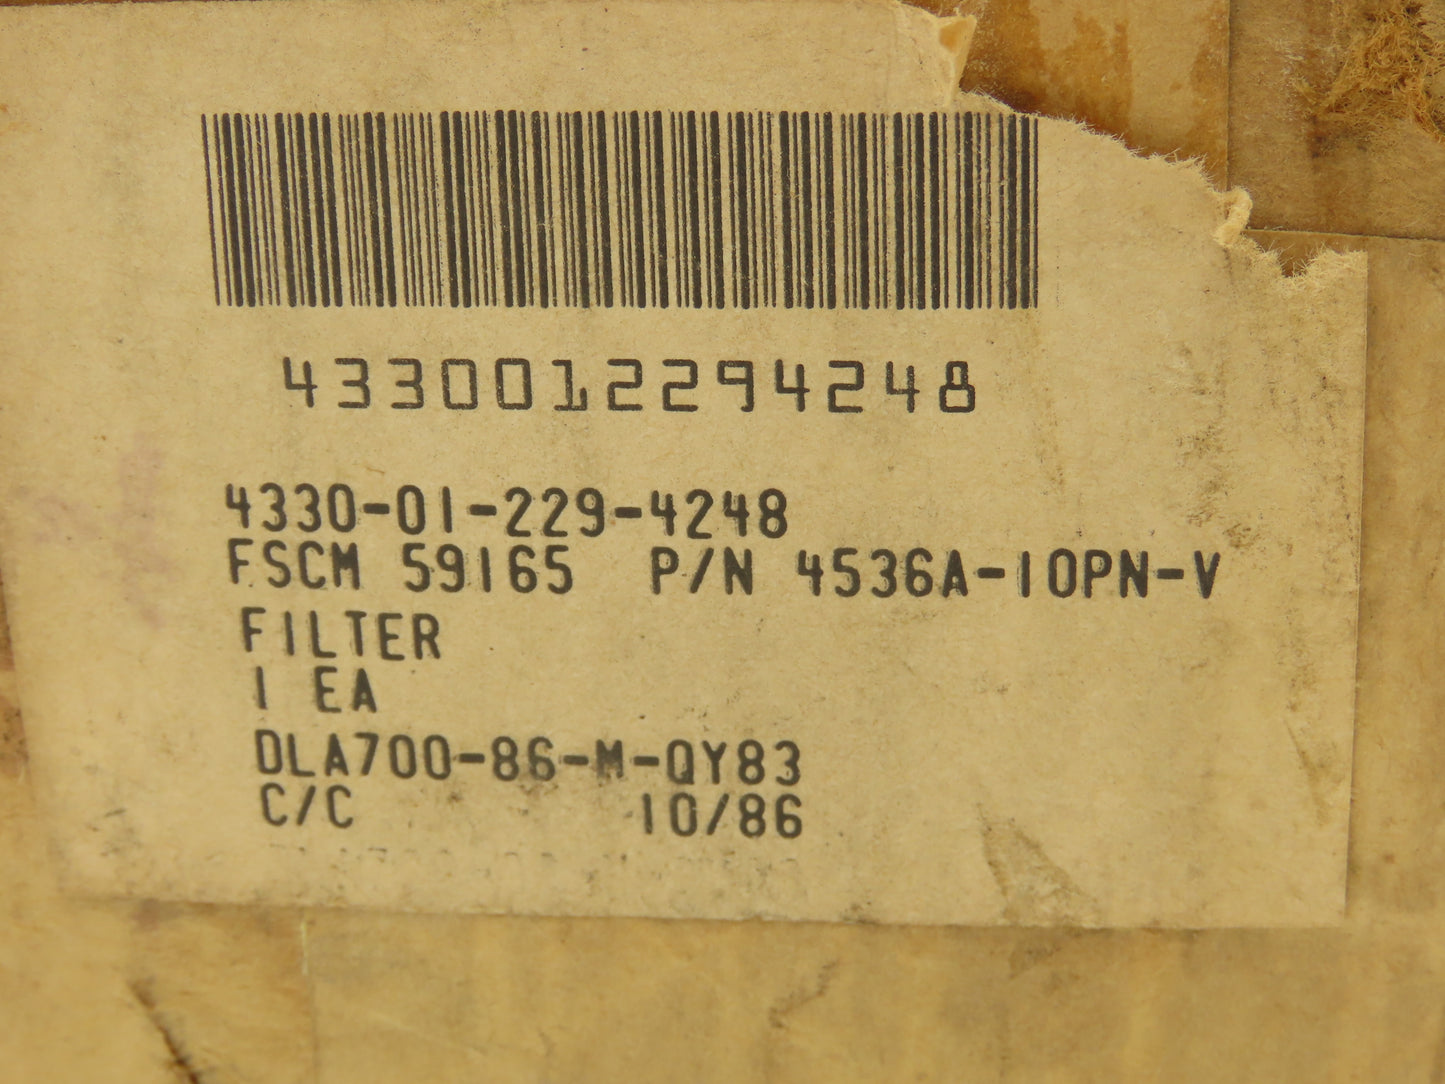 4330012294248
4330-01-229-4248
FSCM 59165 P/N 4536A-10PN-V
FILTER
1 EA
DLA700-86-M-QY83
C/C 10/86